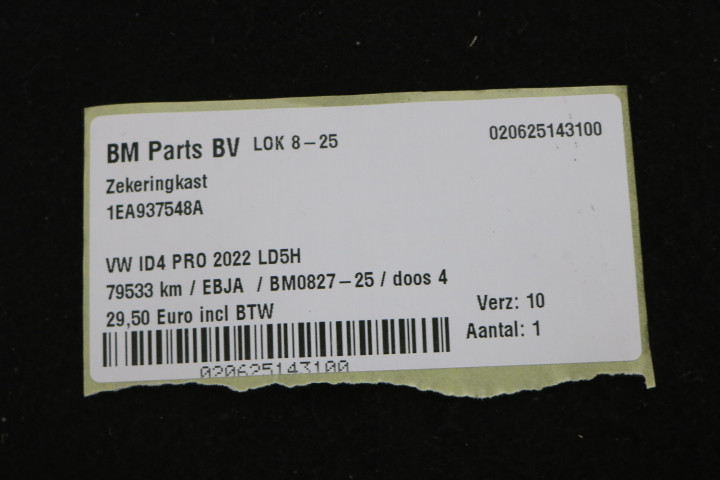 BM Parts BV LOK 8-25 020625143100
Zekeringkast
1EA937548A
VW ID4 PRO 2022 LD5H
79533 km / EBJA / BM0827-25 / doos 4
29,50 Euro incl BTW Verz: 10
Aantal: 1
020625143100